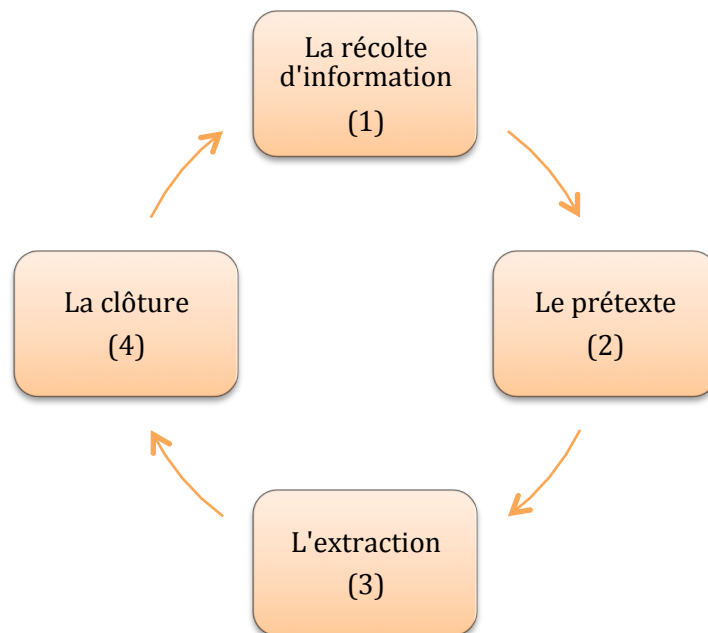 La récolte
d'information
(1)
Le prétexte
(2)
L'extraction
(3)
La clôture
(4)